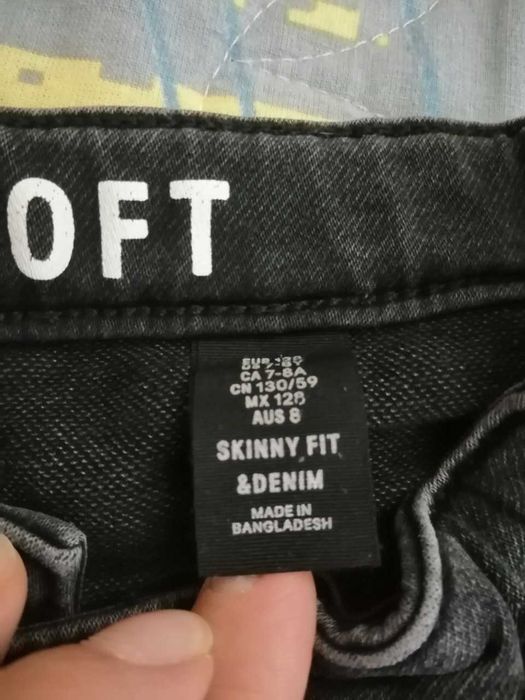 OFT
CA 7-8A
CN 130/59
MX 128
AUS 8
SKINNY FIT
&DENIM
MADE IN
BANGLADESH